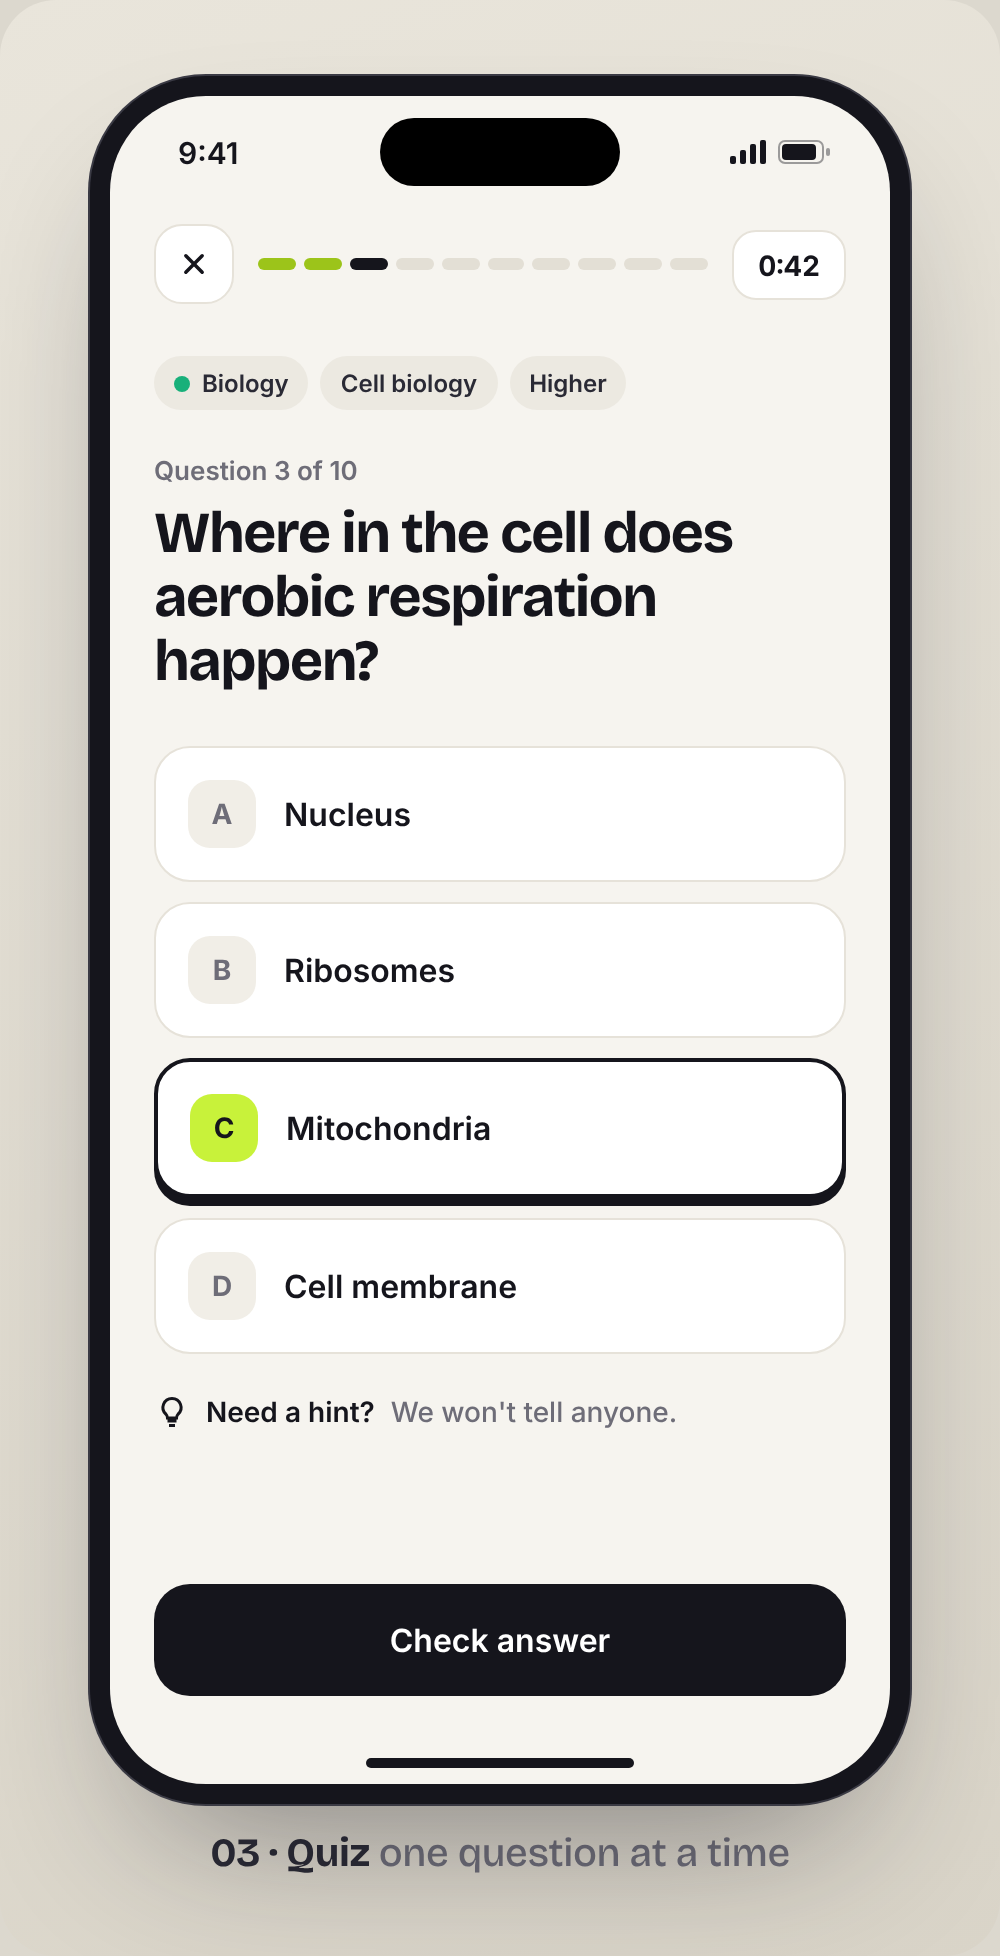 9:41
0:42
Biology
Cell biology
Higher
Question 3 of 10
Where in the cell does
aerobic respiration
happen?
A Nucleus
B Ribosomes
C Mitochondria
D Cell membrane
Need a hint? We won't tell anyone.
Check answer
03 · Quiz one question at a time